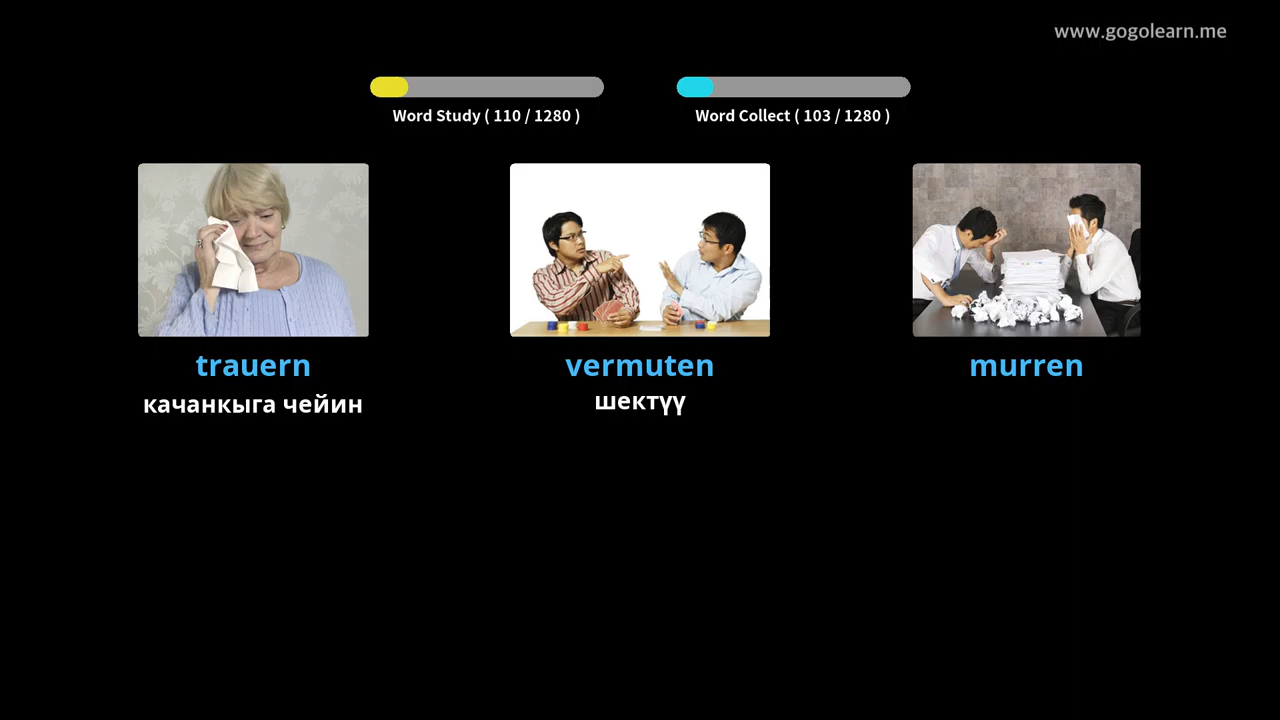 www.gogolearn.me
Word Study ( 110 / 1280 )
Word Collect ( 103 / 1280 )
trauern
vermuten
murren
качанкыга чейин
шектүү